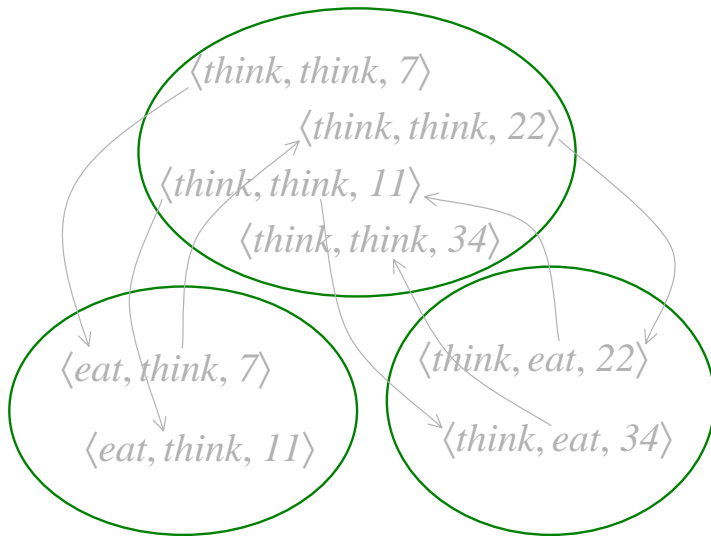 ⟨think, think, 7⟩
⟨think, think, 22⟩
⟨think, think, 11⟩
⟨think, think, 34⟩
⟨eat, think, 7⟩
⟨eat, think, 11⟩
⟨think, eat, 22⟩
⟨think, eat, 34⟩